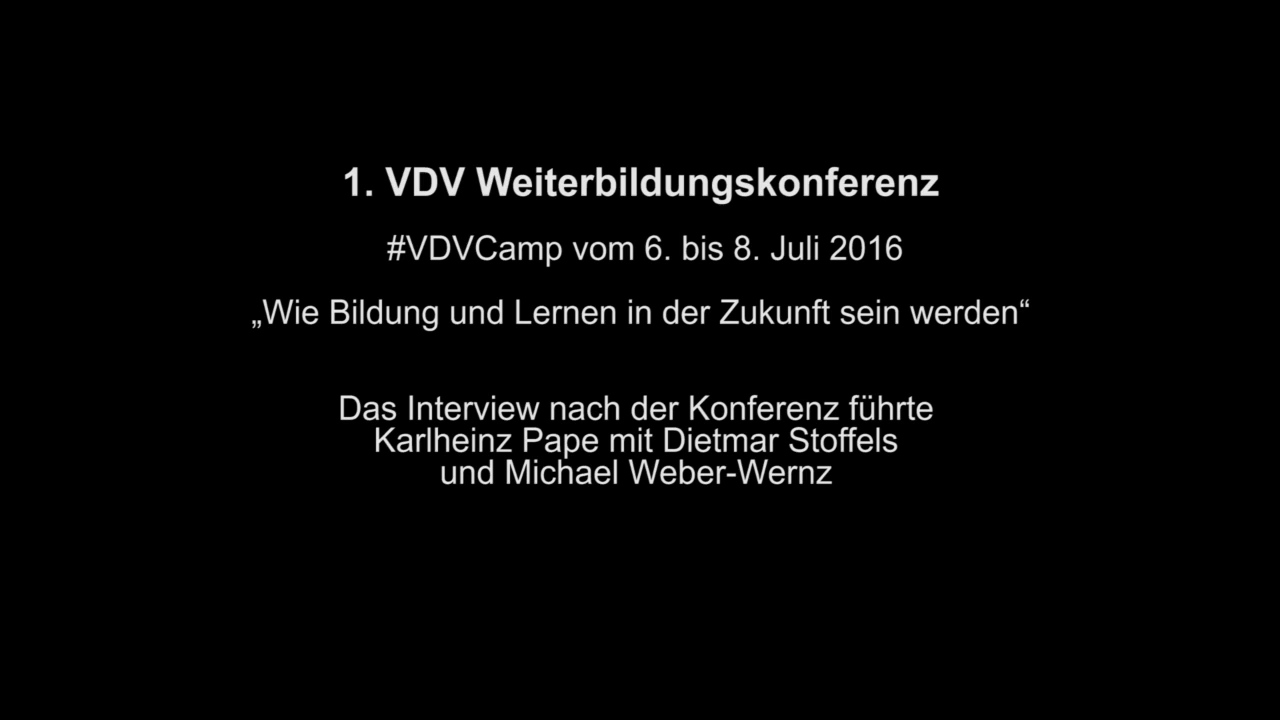 1. VDV Weiterbildungskonferenz
#VDVCamp vom 6. bis 8. Juli 2016
„Wie Bildung und Lernen in der Zukunft sein werden“
Das Interview nach der Konferenz führte
Karlheinz Pape mit Dietmar Stoffels
und Michael Weber-Wernz